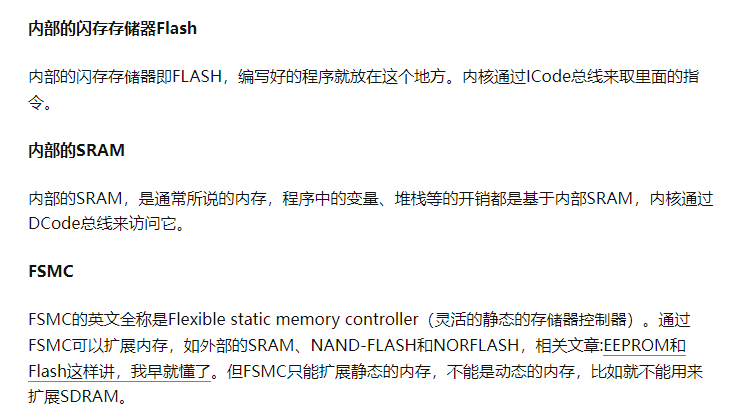 内部的闪存存储器Flash
内部的闪存存储器即FLASH，编写好的程序就放在这个地方。内核通过ICode总线来取里面的指
令。
内部的SRAM
内部的SRAM，是通常所说的内存，程序中的变量、堆栈等的开销都是基于内部SRAM，内核通过
DCode总线来访问它。
FSMC
FSMC的英文全称是Flexible static memory controller（灵活的静态的存储器控制器）。通过
FSMC可以扩展内存，如外部的SRAM、NAND-FLASH和NORFLASH，相关文章:EEPROM和
Flash这样讲，我早就懂了。但FSMC只能扩展静态的内存，不能是动态的内存，比如就不能用来
扩展SDRAM。